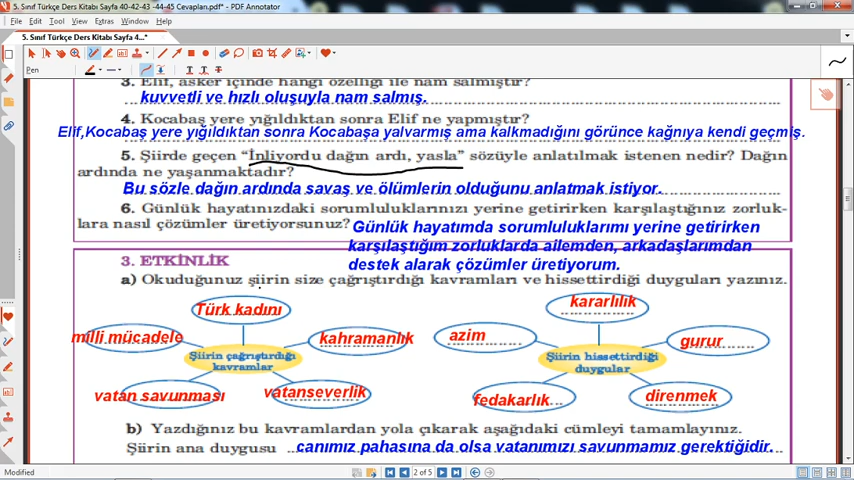 5. Sınıf Türkçe Ders Kitabı Sayfa 40-42-43 -44-45 Cevapları.pdf* - PDF Annotator
File Edit Tool View Extras Window Help
5. Sınıf Türkçe Ders Kitabı Sayfa 4...*
Pen
3. Elif, asker içinde hangi özelliği ile nam salmıştır?
kuvvetli ve hızlı oluşuyla nam salmış.
4. Kocabaş yere yığıldıktan sonra Elif ne yapmıştır?
Elif,Kocabaş yere yığıldıktan sonra Kocabaşa yalvarmış ama kalkmadığını görünce kağnıya kendi geçmiş.
5. Şiirde geçen “İnliyordu dağın ardı, yasla” sözüyle anlatılmak istenen nedir? Dağın
ardında ne yaşanmaktadır?
Bu sözle dağın ardında savaş ve ölümlerin olduğunu anlatmak istiyor.
6. Günlük hayatınızdaki sorumluluklarınızı yerine getirirken karşılaştığınız zorluk-
lara nasıl çözümler üretiyorsunuz?
Günlük hayatımda sorumluluklarımı yerine getirirken
karşılaştığım zorluklarda ailemden, arkadaşlarımdan
destek alarak çözümler üretiyorum.
3. ETKİNLİK
a) Okuduğunuz şiirin size çağrıştırdığı kavramları ve hissettirdiği duyguları yazınız.
Türk kadını
milli mücadele
kahramanlık
Şiirin çağrıştırdığı
kavramlar
vatan savunması
vatanseverlik
kararlılık
azim
gurur
Şiirin hissettirdiği
duygular
fedakarlık
direnmek
b) Yazdığınız bu kavramlardan yola çıkarak aşağıdaki cümleyi tamamlayınız.
Şiirin ana duygusu canımız pahasına da olsa vatanımızı savunmamız gerektiğidir.
Modified
2 of 5